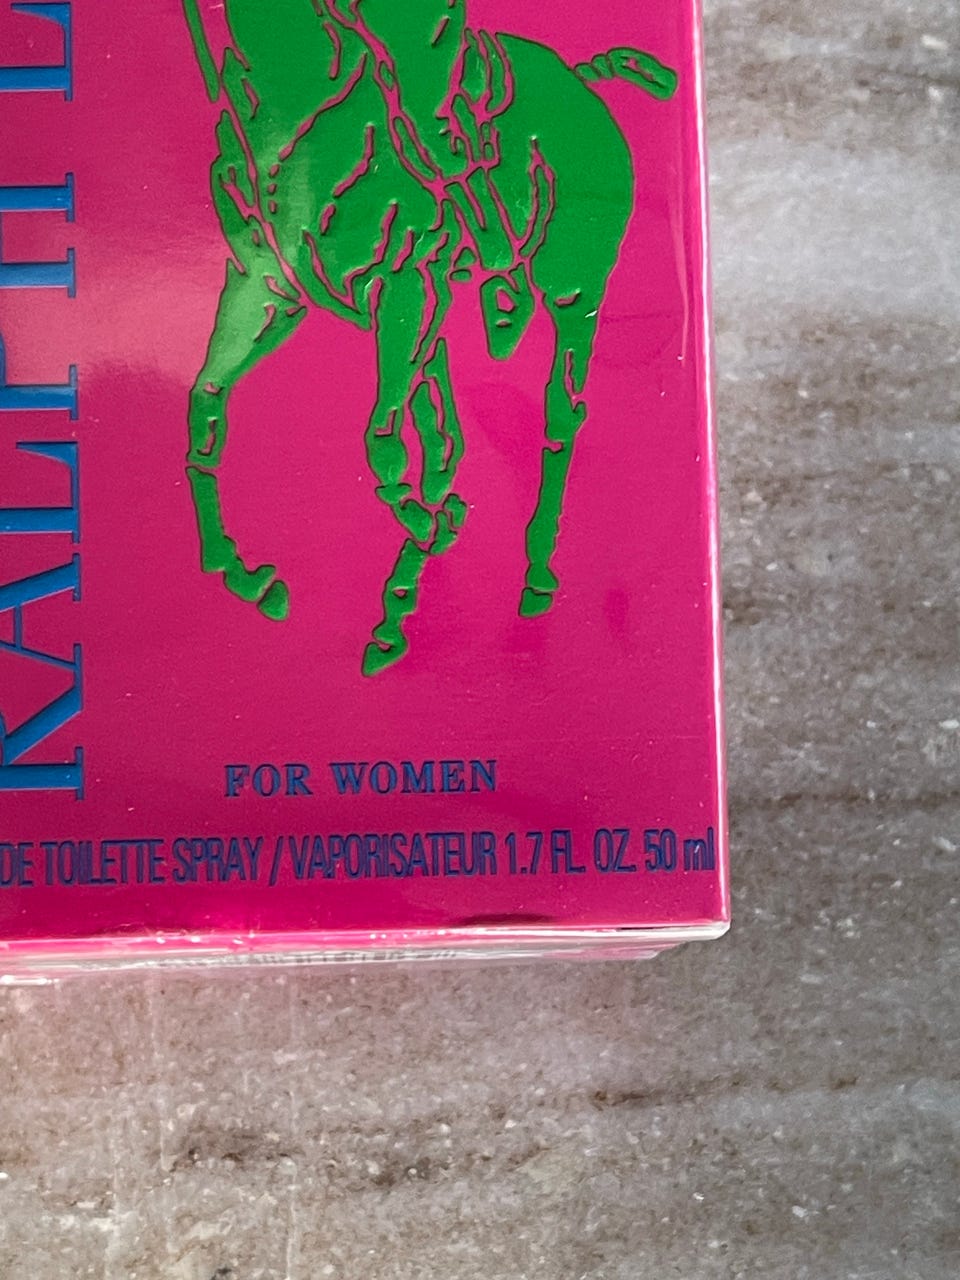 RALPH L
FOR WOMEN
DE TOILETTE SPRAY / VAPORISATEUR 1.7 FL. OZ. 50 ml